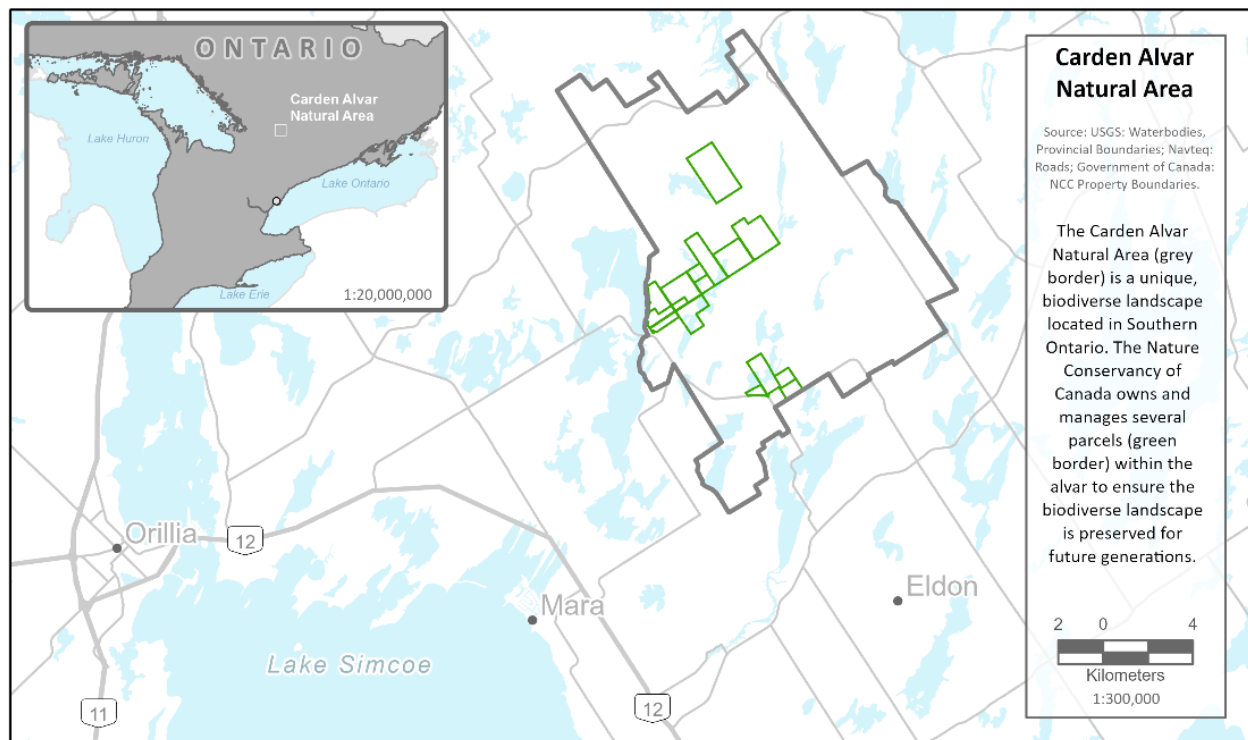 ONTARIO
Carden Alvar
Natural Area
Lake Huron
Lake Ontario
Lake Erie
1:20,000,000
Orillia
12
Mara
Eldon
Lake Simcoe
11
12
Carden Alvar
Natural Area
Source: USGS: Waterbodies,
Provincial Boundaries; Navteq:
Roads; Government of Canada:
NCC Property Boundaries.
The Carden Alvar
Natural Area (grey
border) is a unique,
biodiverse landscape
located in Southern
Ontario. The Nature
Conservancy of
Canada owns and
manages several
parcels (green
border) within the
alvar to ensure the
biodiverse landscape
is preserved for
future generations.
2 0 4
Kilometers
1:300,000